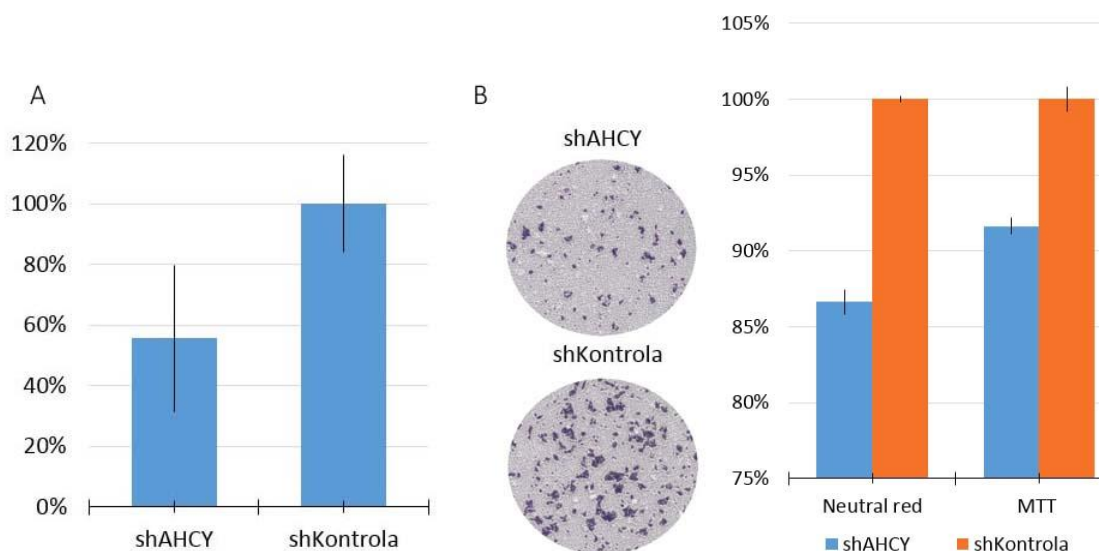 A
120%
100%
80%
60%
40%
20%
0%
shAHCY shKontrola
B
shAHCY
shKontrola
105%
100%
95%
90%
85%
80%
75%
Neutral red MTT
shAHCY shKontrola